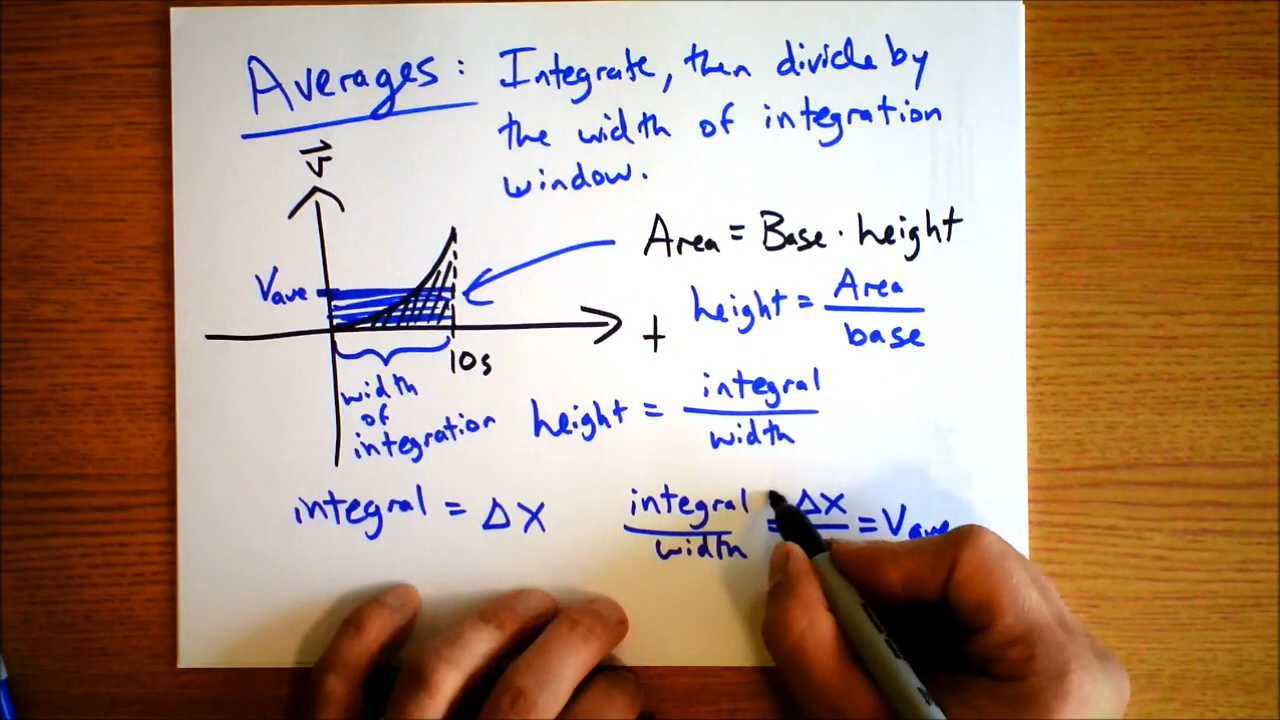 Averages: Integrate, then divide by
the width of integration
window.
v
Area = Base · height
Vave
height = Area
base
t
10s
width
of
integration
height = integral
width
integral = Δx
integral = Δx = Vave
width